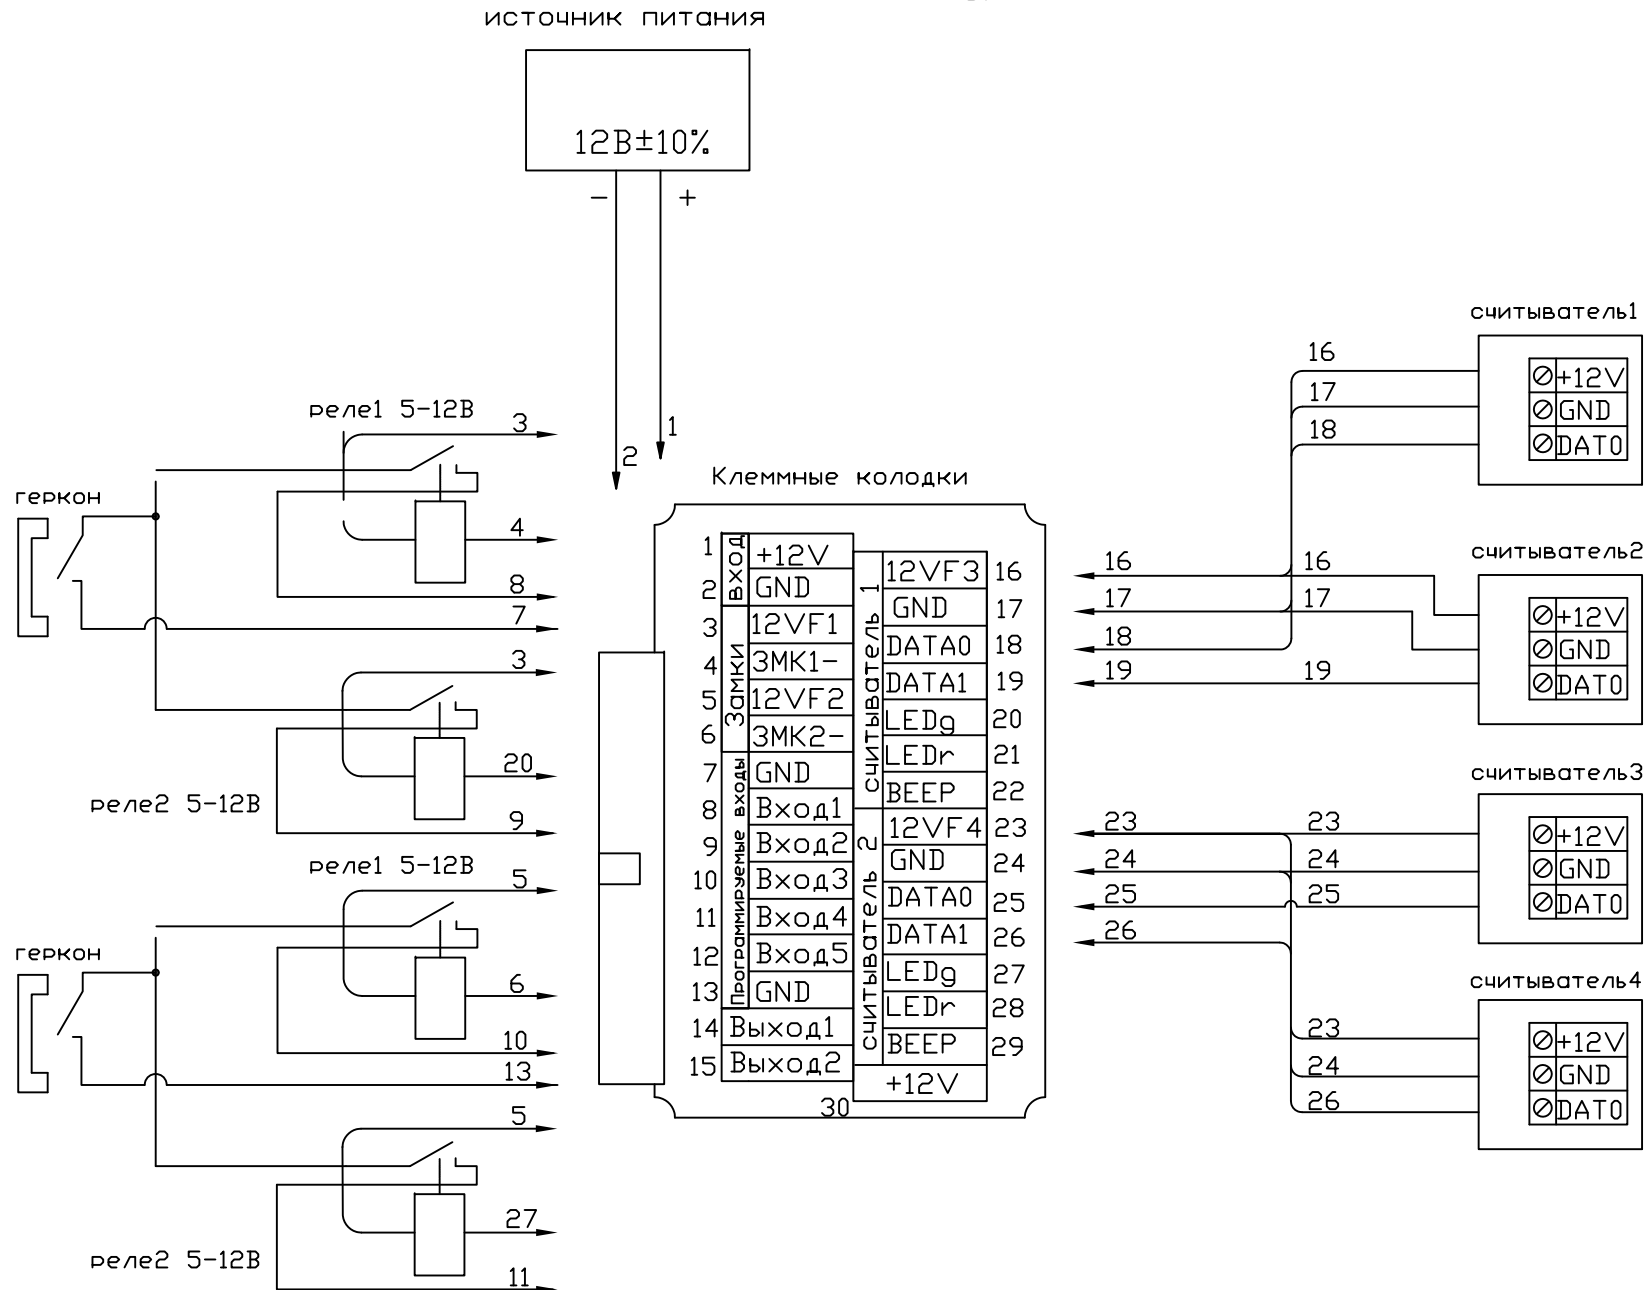 источник питания
12В±10%
−
+
1
2
реле1 5-12В
3
4
8
7
геркон
3
20
9
реле2 5-12В
реле1 5-12В
5
6
10
13
геркон
5
27
11
реле2 5-12В
Клеммные колодки
Вход
1 +12V
2 GND
Замки
3 12VF1
4 ЗМК1-
5 12VF2
6 ЗМК2-
Программируемые входы
7 GND
8 Вход1
9 Вход2
10 Вход3
11 Вход4
12 Вход5
13 GND
14 Выход1
15 Выход2
считыватель 1
12VF3 16
GND 17
DATA0 18
DATA1 19
LEDg 20
LEDr 21
BEEP 22
считыватель 2
12VF4 23
GND 24
DATA0 25
DATA1 26
LEDg 27
LEDr 28
BEEP 29
+12V
30
считыватель1
16
17
18
+12V
GND
DAT0
считыватель2
16 16
17 17
18
19 19
+12V
GND
DAT0
считыватель3
23 23
24 24
25 25
26
+12V
GND
DAT0
считыватель4
23
24
26
+12V
GND
DAT0